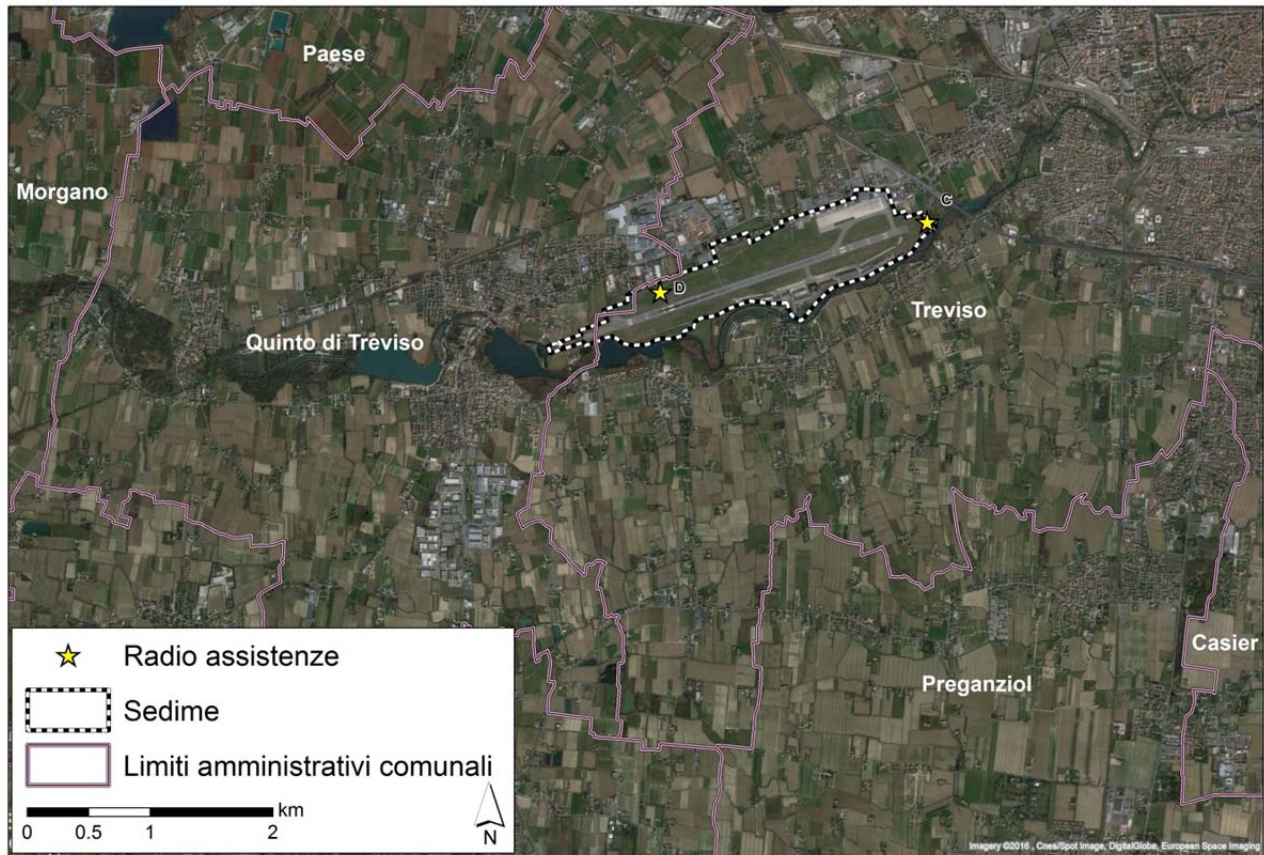 Paese
Morgano
C
D
Treviso
Quinto di Treviso
Casier
Preganziol
Radio assistenze
Sedime
Limiti amministrativi comunali
km
0 0.5 1 2
N
Imagery ©2016 , Cnes/Spot Image, DigitalGlobe, European Space Imaging